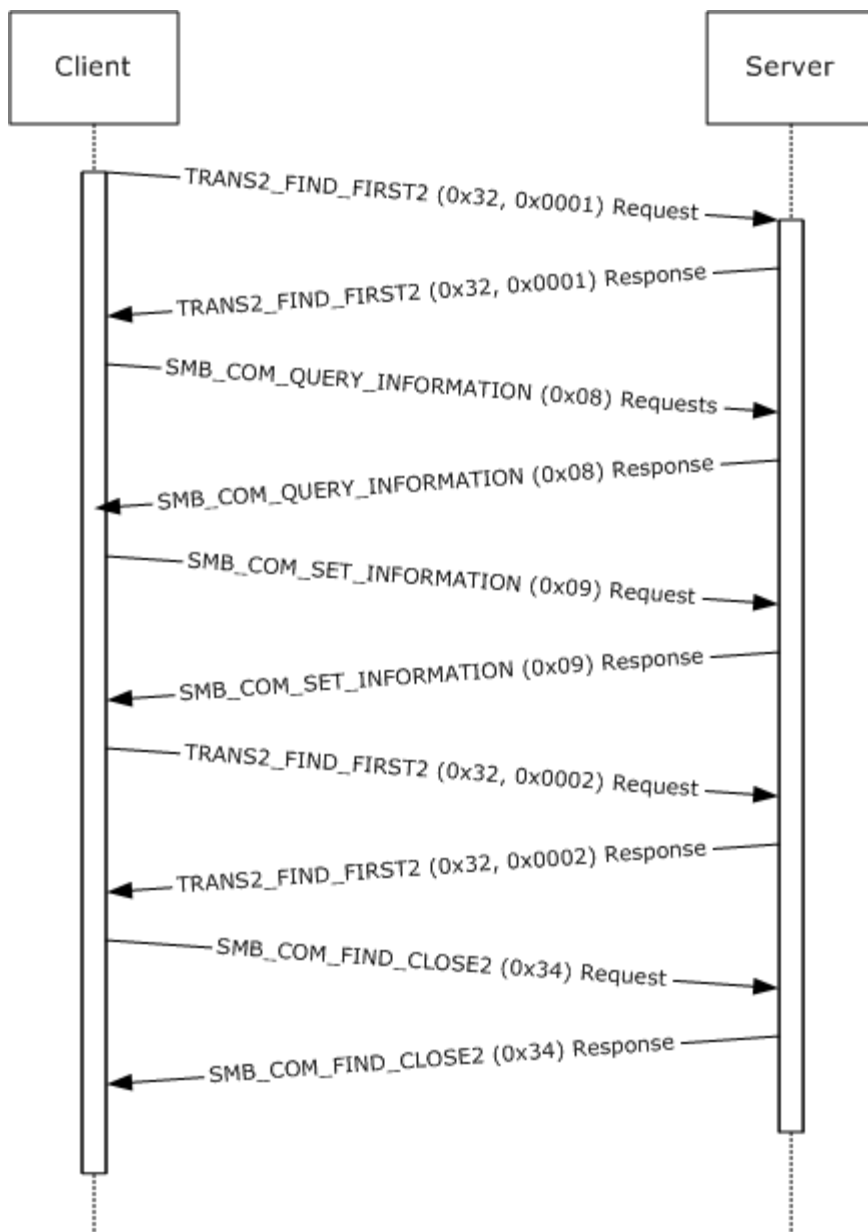 Client
Server
TRANS2_FIND_FIRST2 (0x32, 0x0001) Request
TRANS2_FIND_FIRST2 (0x32, 0x0001) Response
SMB_COM_QUERY_INFORMATION (0x08) Requests
SMB_COM_QUERY_INFORMATION (0x08) Response
SMB_COM_SET_INFORMATION (0x09) Request
SMB_COM_SET_INFORMATION (0x09) Response
TRANS2_FIND_FIRST2 (0x32, 0x0002) Request
TRANS2_FIND_FIRST2 (0x32, 0x0002) Response
SMB_COM_FIND_CLOSE2 (0x34) Request
SMB_COM_FIND_CLOSE2 (0x34) Response